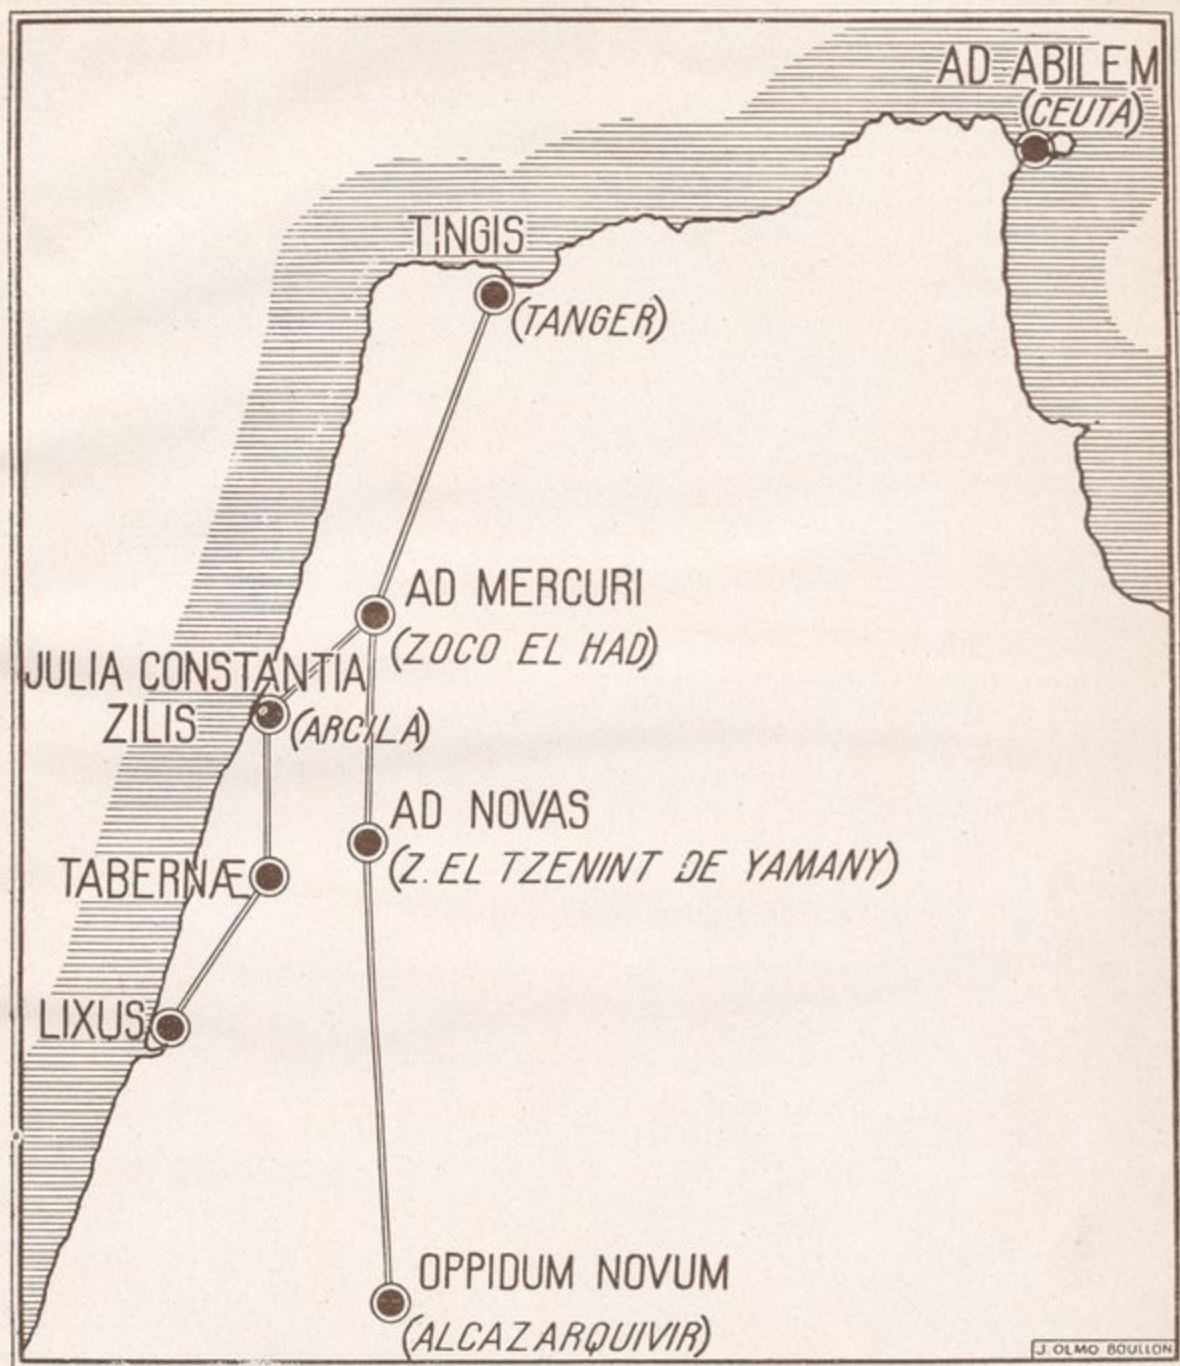 AD ABILEM
(CEUTA)
TINGIS
(TANGER)
AD MERCURI
(ZOCO EL HAD)
JULIA CONSTANTIA
ZILIS
(ARCILA)
AD NOVAS
(Z. EL TZENINT DE YAMANY)
TABERNÆ
LIXUS
OPPIDUM NOVUM
(ALCAZARQUIVIR)
J. OLMO BOULLON